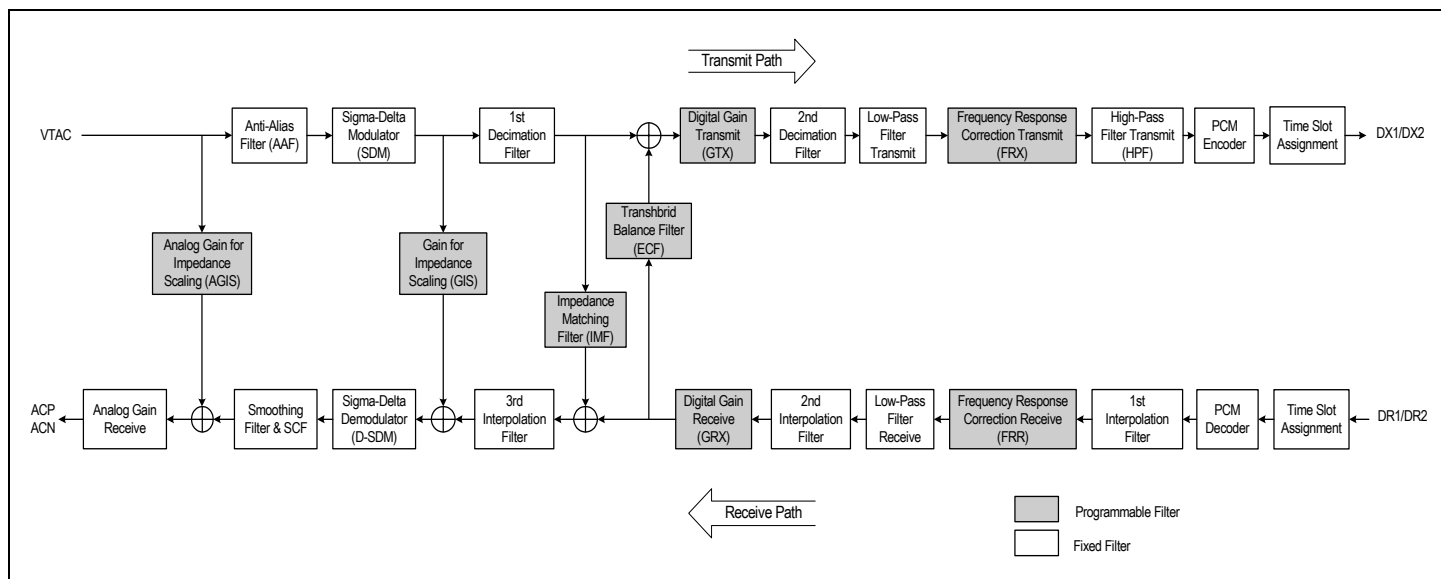 Transmit Path
VTAC
Anti-Alias
Filter (AAF)
Sigma-Delta
Modulator
(SDM)
1st
Decimation
Filter
Digital Gain
Transmit
(GTX)
2nd
Decimation
Filter
Low-Pass
Filter
Transmit
Frequency Response
Correction Transmit
(FRX)
High-Pass
Filter Transmit
(HPF)
PCM
Encoder
Time Slot
Assignment
DX1/DX2
Analog Gain for
Impedance
Scaling (AGIS)
Gain for
Impedance
Scaling (GIS)
Transhbrid
Balance Filter
(ECF)
Impedance
Matching
Filter (IMF)
ACP
ACN
Analog Gain
Receive
Smoothing
Filter & SCF
Sigma-Delta
Demodulator
(D-SDM)
3rd
Interpolation
Filter
Digital Gain
Receive
(GRX)
2nd
Interpolation
Filter
Low-Pass
Filter
Receive
Frequency Response
Correction Receive
(FRR)
1st
Interpolation
Filter
PCM
Decoder
Time Slot
Assignment
DR1/DR2
Receive Path
Programmable Filter
Fixed Filter